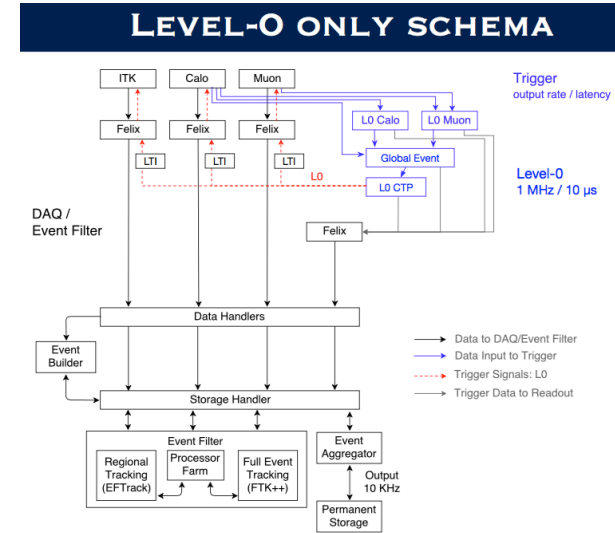 LEVEL-0 ONLY SCHEMA
ITK
Calo
Muon
Trigger
output rate / latency
L0 Calo
L0 Muon
Felix
Felix
Felix
LTI
LTI
LTI
Global Event
L0
L0 CTP
Level-0
1 MHz / 10 µs
DAQ /
Event Filter
Felix
Data Handlers
Event
Builder
Data to DAQ/Event Filter
Data Input to Trigger
Trigger Signals: L0
Trigger Data to Readout
Storage Handler
Event Filter
Regional
Tracking
(EFTrack)
Processor
Farm
Full Event
Tracking
(FTK++)
Event
Aggregator
Output
10 KHz
Permanent
Storage